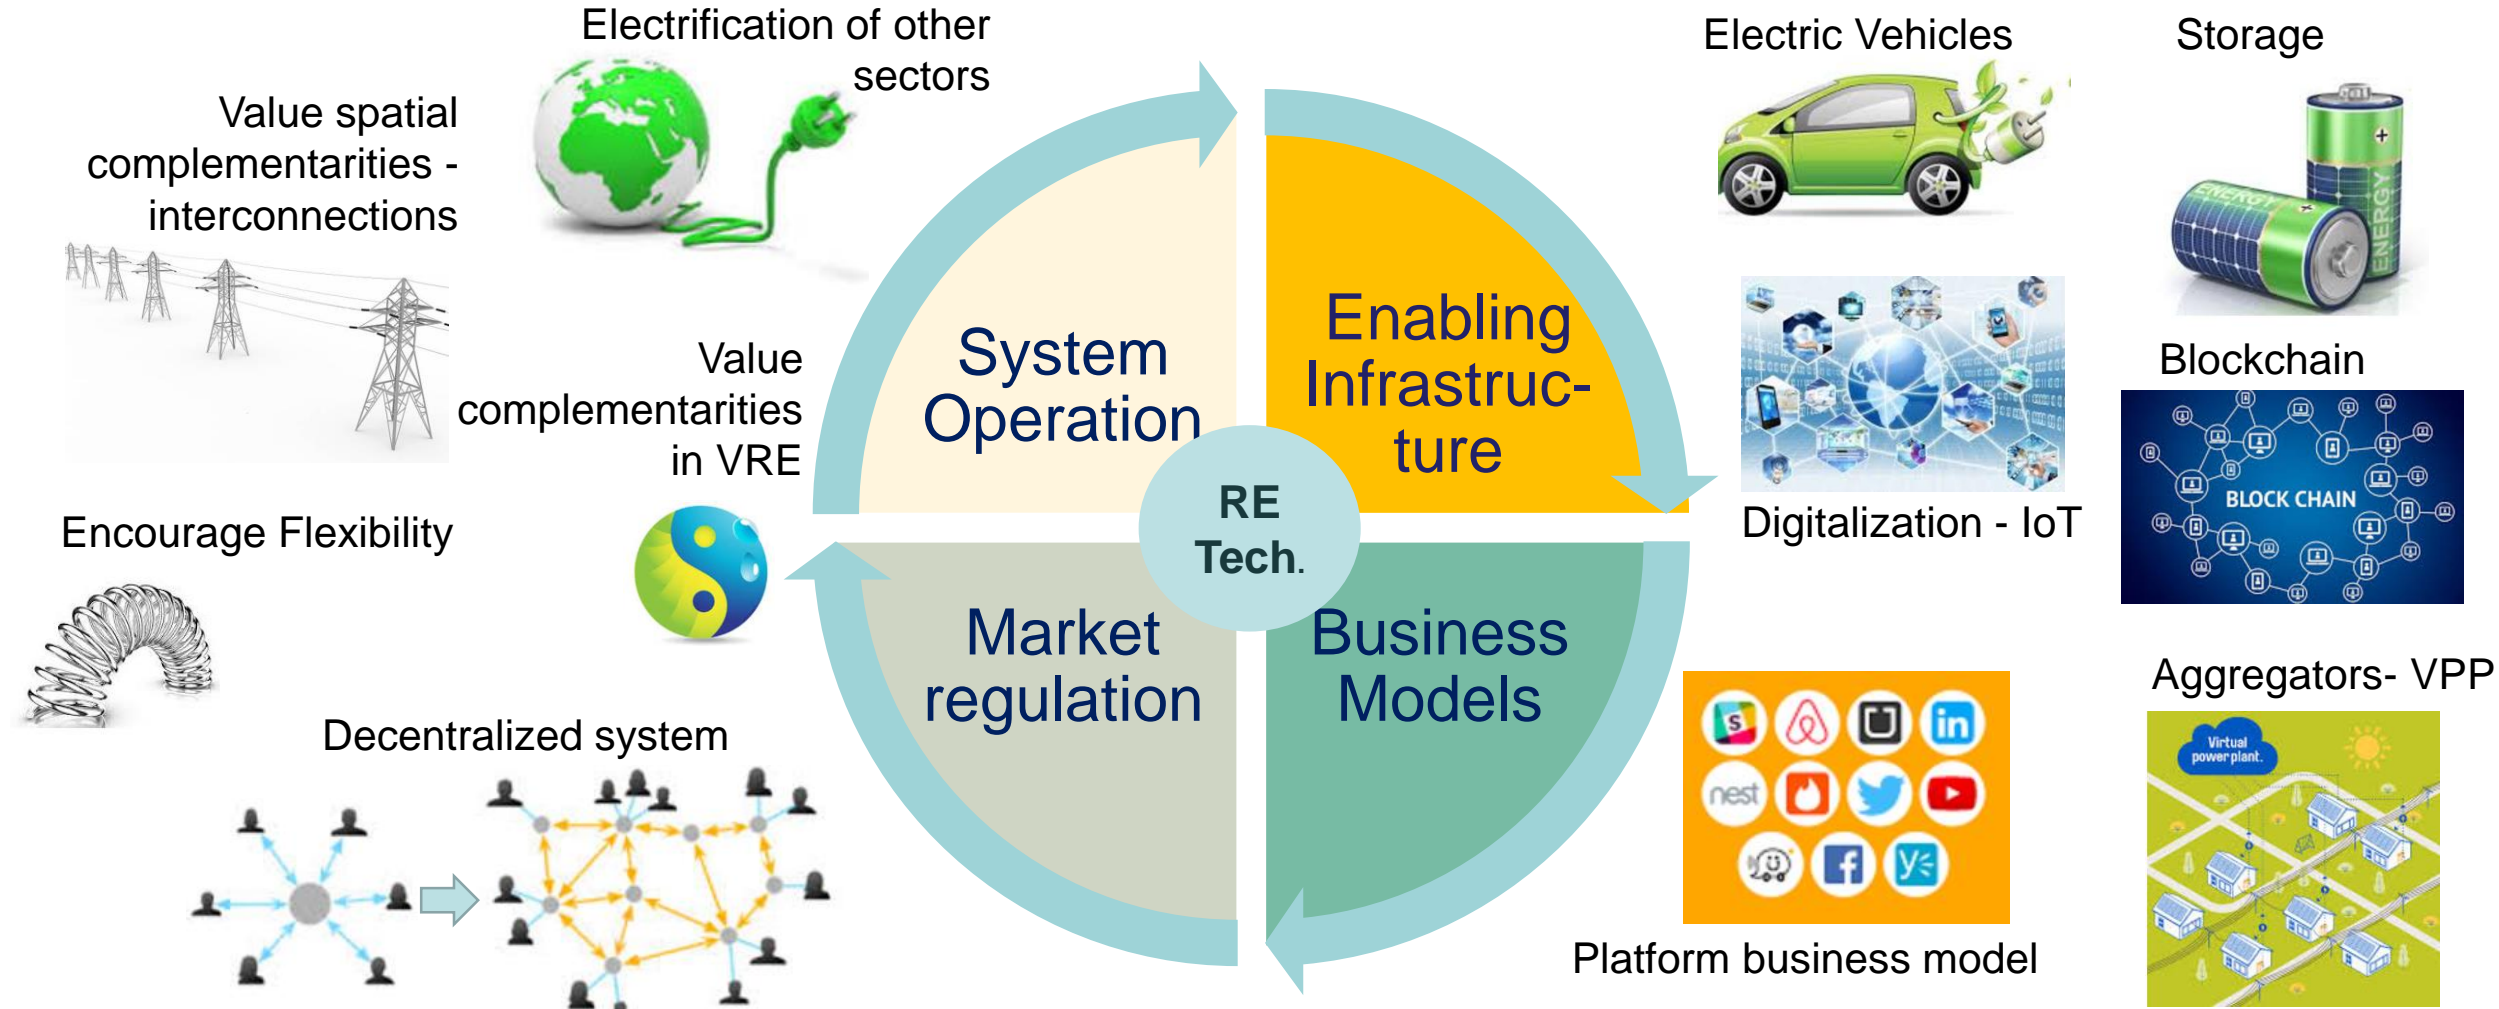 Electrification of other
sectors
Value spatial
complementarities -
interconnections
Value
complementarities
in VRE
Encourage Flexibility
Decentralized system
System
Operation
Enabling
Infrastruc-
ture
RE
Tech.
Market
regulation
Business
Models
Electric Vehicles
Storage
ENERGY
ENERGY
Digitalization - IoT
Blockchain
BLOCK CHAIN
Platform business model
S
in
nest
f
y
Aggregators- VPP
Virtual
power plant.